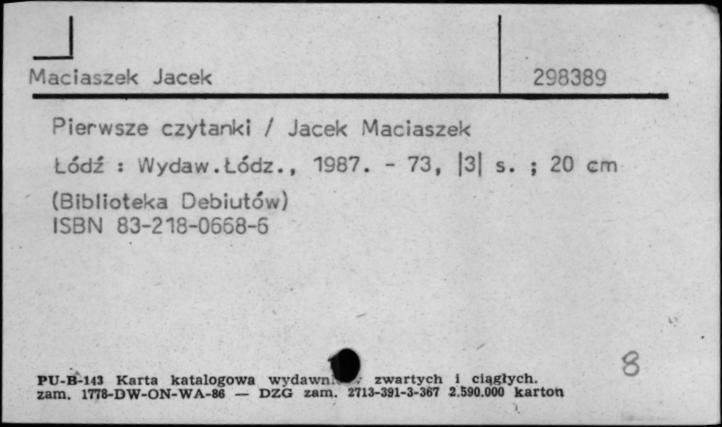 Maciaszek Jacek 298389
Pierwsze czytanki / Jacek Maciaszek
Łódź : Wydaw.Łódz., 1987. - 73, |3| s. ; 20 cm
(Biblioteka Debiutów)
ISBN 83-218-0668-6
8
PU-B-143 Karta katalogowa zwartych i ciągłych.
zam. 1778-DW-ON-WA-86 — DZG zam. 2713-391-3-367 2.590.000 karton